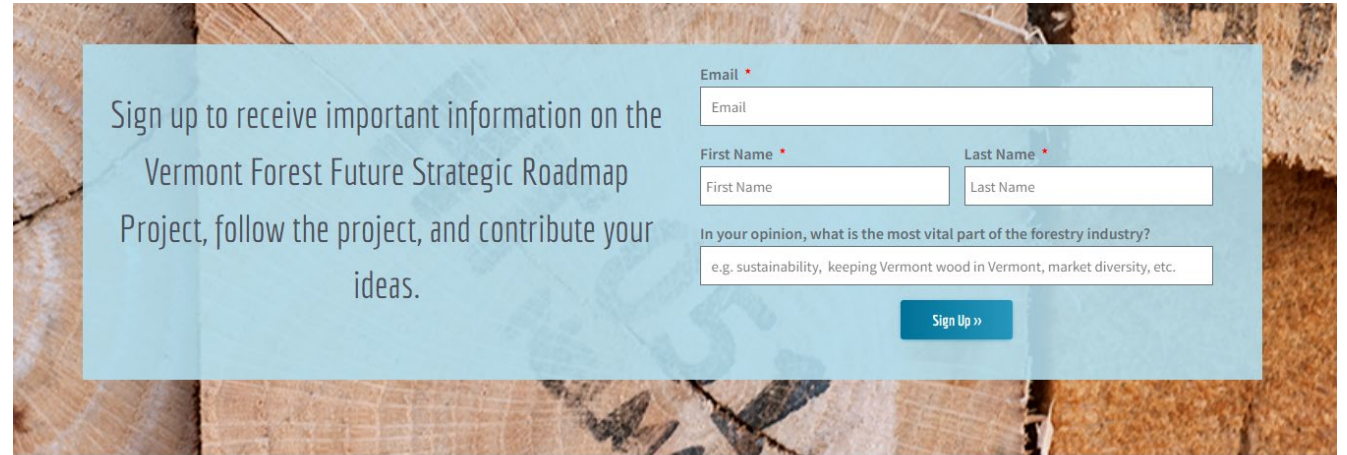 Sign up to receive important information on the
Vermont Forest Future Strategic Roadmap
Project, follow the project, and contribute your
ideas.
Email *
Email
First Name *
Last Name *
First Name
Last Name
In your opinion, what is the most vital part of the forestry industry?
e.g. sustainability, keeping Vermont wood in Vermont, market diversity, etc.
Sign Up »